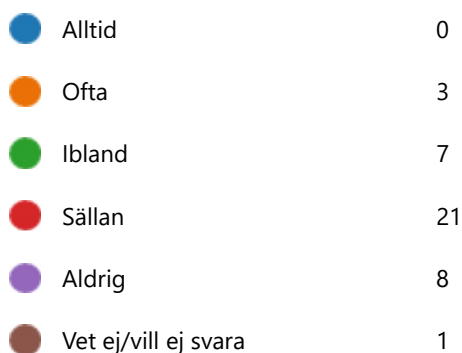 Alltid 0
Ofta 3
Ibland 7
Sällan 21
Aldrig 8
Vet ej/vill ej svara 1